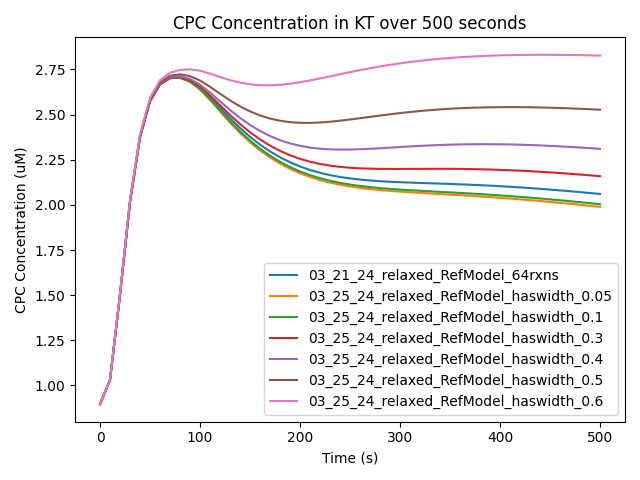 CPC Concentration in KT over 500 seconds
CPC Concentration (uM)
2.75
2.50
2.25
2.00
1.75
1.50
1.25
1.00
03_21_24_relaxed_RefModel_64rxns
03_25_24_relaxed_RefModel_haswidth_0.05
03_25_24_relaxed_RefModel_haswidth_0.1
03_25_24_relaxed_RefModel_haswidth_0.3
03_25_24_relaxed_RefModel_haswidth_0.4
03_25_24_relaxed_RefModel_haswidth_0.5
03_25_24_relaxed_RefModel_haswidth_0.6
0 100 200 300 400 500
Time (s)